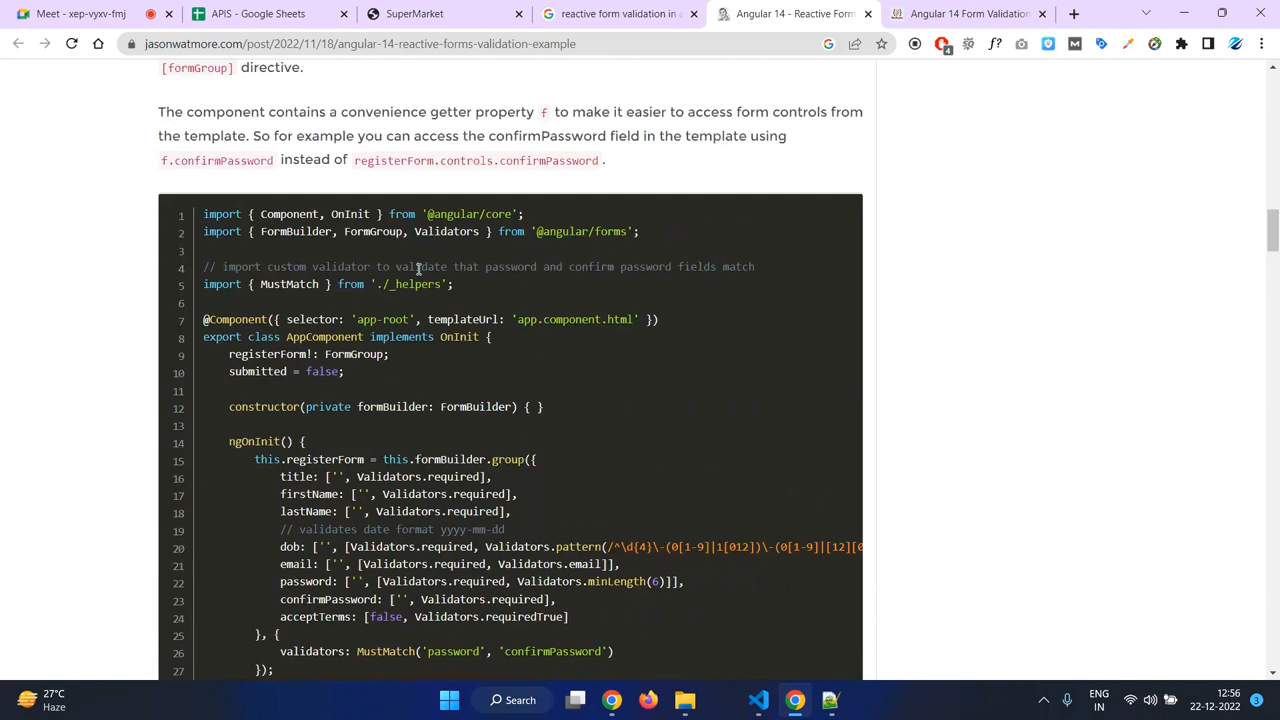 Meet - xep-vyxv-fmj
APIS - Google Sheets
SuperMarket
reactive form validation in a
Angular 14 - Reactive Form
Angular 14 Form Validation
jasonwatmore.com/post/2022/11/18/angular-14-reactive-forms-validation-example
[formGroup] directive.
The component contains a convenience getter property f to make it easier to access form controls from
the template. So for example you can access the confirmPassword field in the template using
f.confirmPassword instead of registerForm.controls.confirmPassword .
1 import { Component, OnInit } from '@angular/core';
2 import { FormBuilder, FormGroup, Validators } from '@angular/forms';
3
4 // import custom validator to validate that password and confirm password fields match
5 import { MustMatch } from './_helpers';
6
7 @Component({ selector: 'app-root', templateUrl: 'app.component.html' })
8 export class AppComponent implements OnInit {
9 registerForm!: FormGroup;
10 submitted = false;
11
12 constructor(private formBuilder: FormBuilder) { }
13
14 ngOnInit() {
15 this.registerForm = this.formBuilder.group({
16 title: ['', Validators.required],
17 firstName: ['', Validators.required],
18 lastName: ['', Validators.required],
19 // validates date format yyyy-mm-dd
20 dob: ['', [Validators.required, Validators.pattern(/^\d{4}\-(0[1-9]|1[012])\-(0[1-9]|[12][0
21 email: ['', [Validators.required, Validators.email]],
22 password: ['', [Validators.required, Validators.minLength(6)]],
23 confirmPassword: ['', Validators.required],
24 acceptTerms: [false, Validators.requiredTrue]
25 }, {
26 validators: MustMatch('password', 'confirmPassword')
27 });
27°C
Haze
Search
ENG
IN
12:56
22-12-2022
3